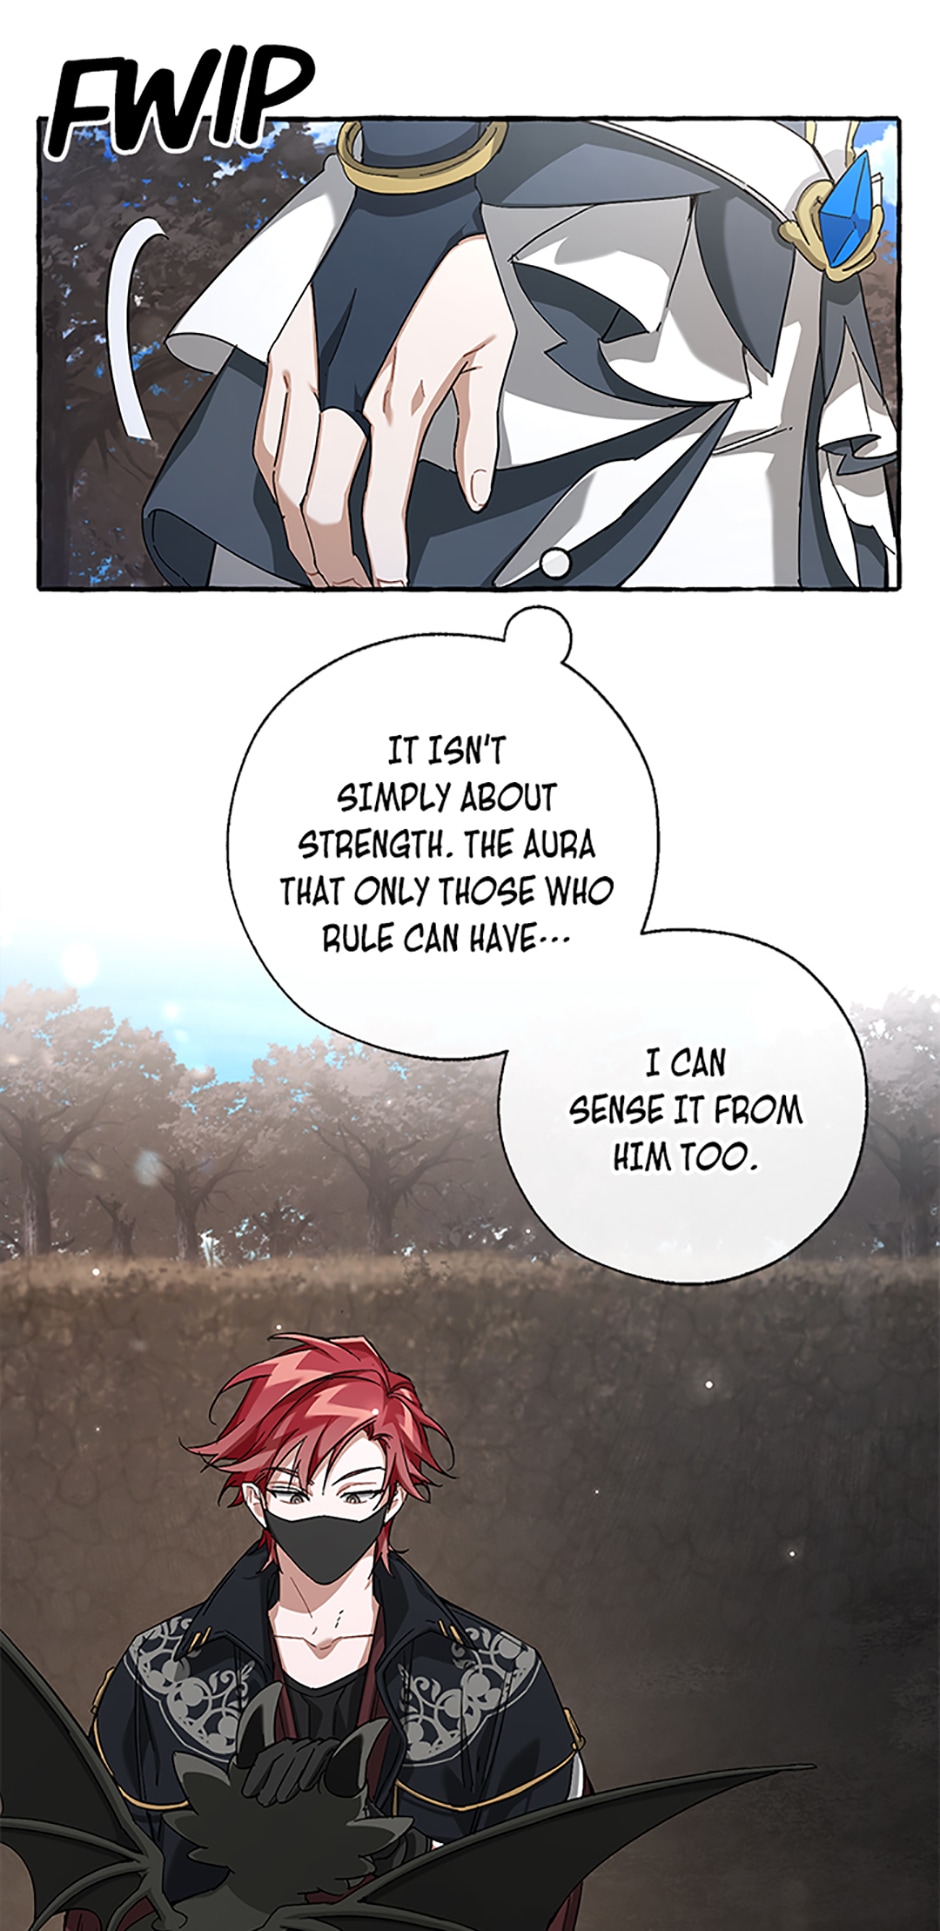 FWIP
IT ISN'T
SIMPLY ABOUT
STRENGTH. THE AURA
THAT ONLY THOSE WHO
RULE CAN HAVE...
I CAN
SENSE IT FROM
HIM TOO.